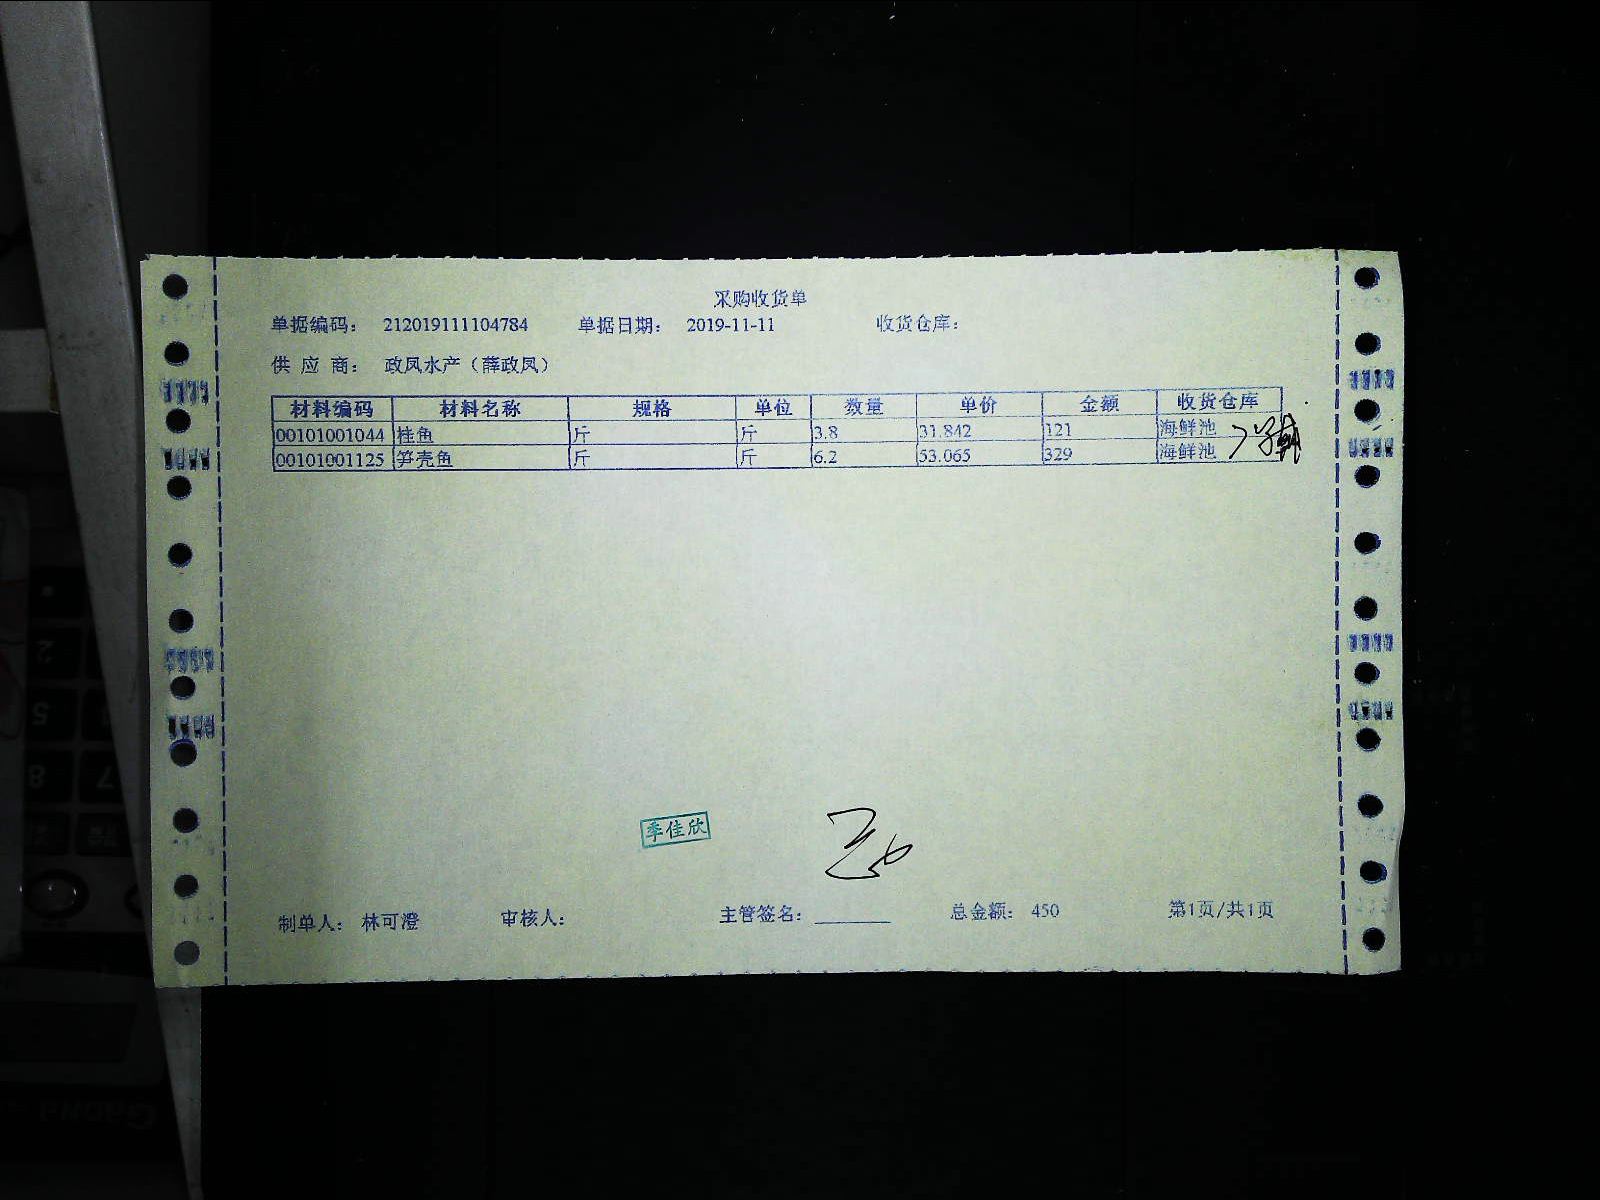 采购收货单
单据编码： 212019111104784 单据日期： 2019-11-11 收货仓库：
供 应 商： 政凤水产（薛政凤）
材料编码 材料名称 规格 单位 数量 单价 金额 收货仓库
00101001044 桂鱼 斤 斤 3.8 31.842 121 海鲜池
00101001125 笋壳鱼 斤 斤 6.2 53.065 329 海鲜池
季佳欣
制单人： 林可澄 审核人： 主管签名： 总金额： 450 第1页/共1页